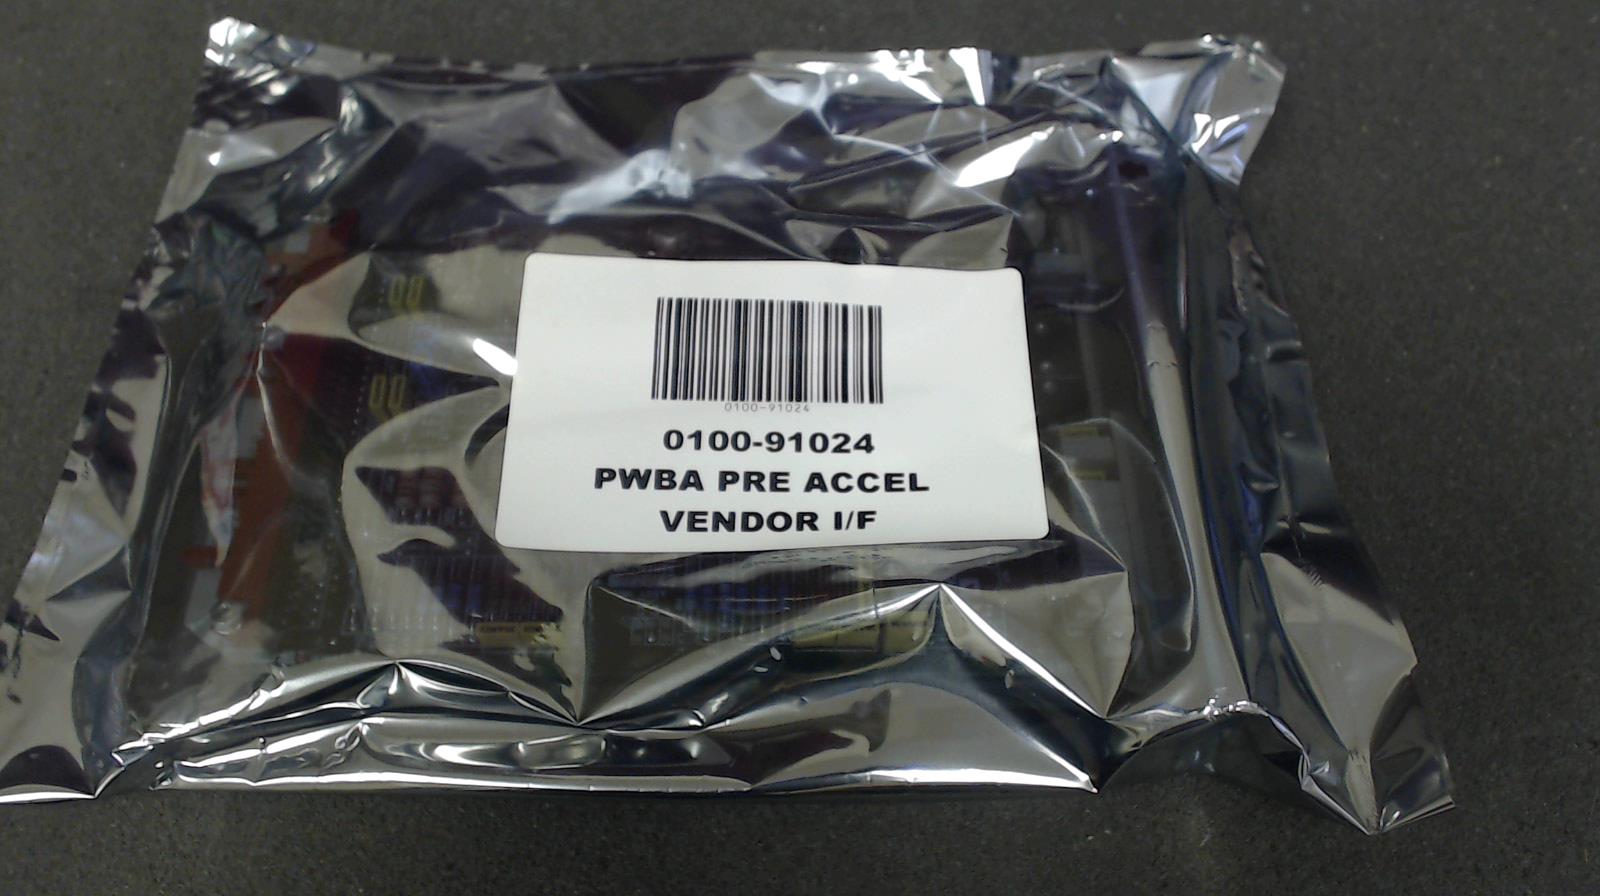 0100-91024
0100-91024
PWBA PRE ACCEL
VENDOR I/F